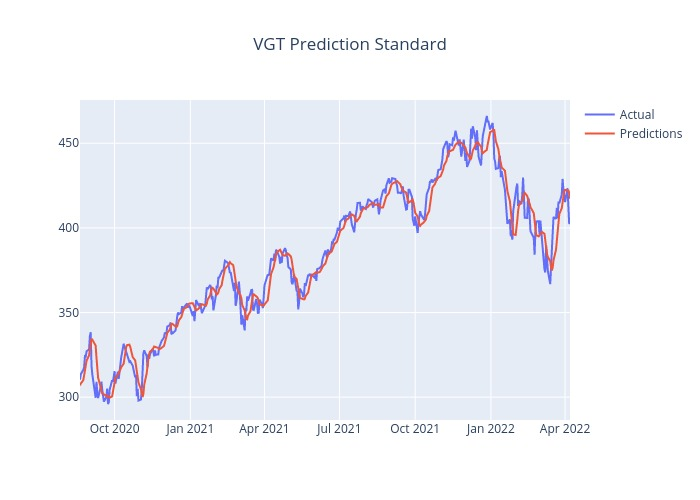 VGT Prediction Standard
Actual
Predictions
450
400
350
300
Oct 2020
Jan 2021
Apr 2021
Jul 2021
Oct 2021
Jan 2022
Apr 2022